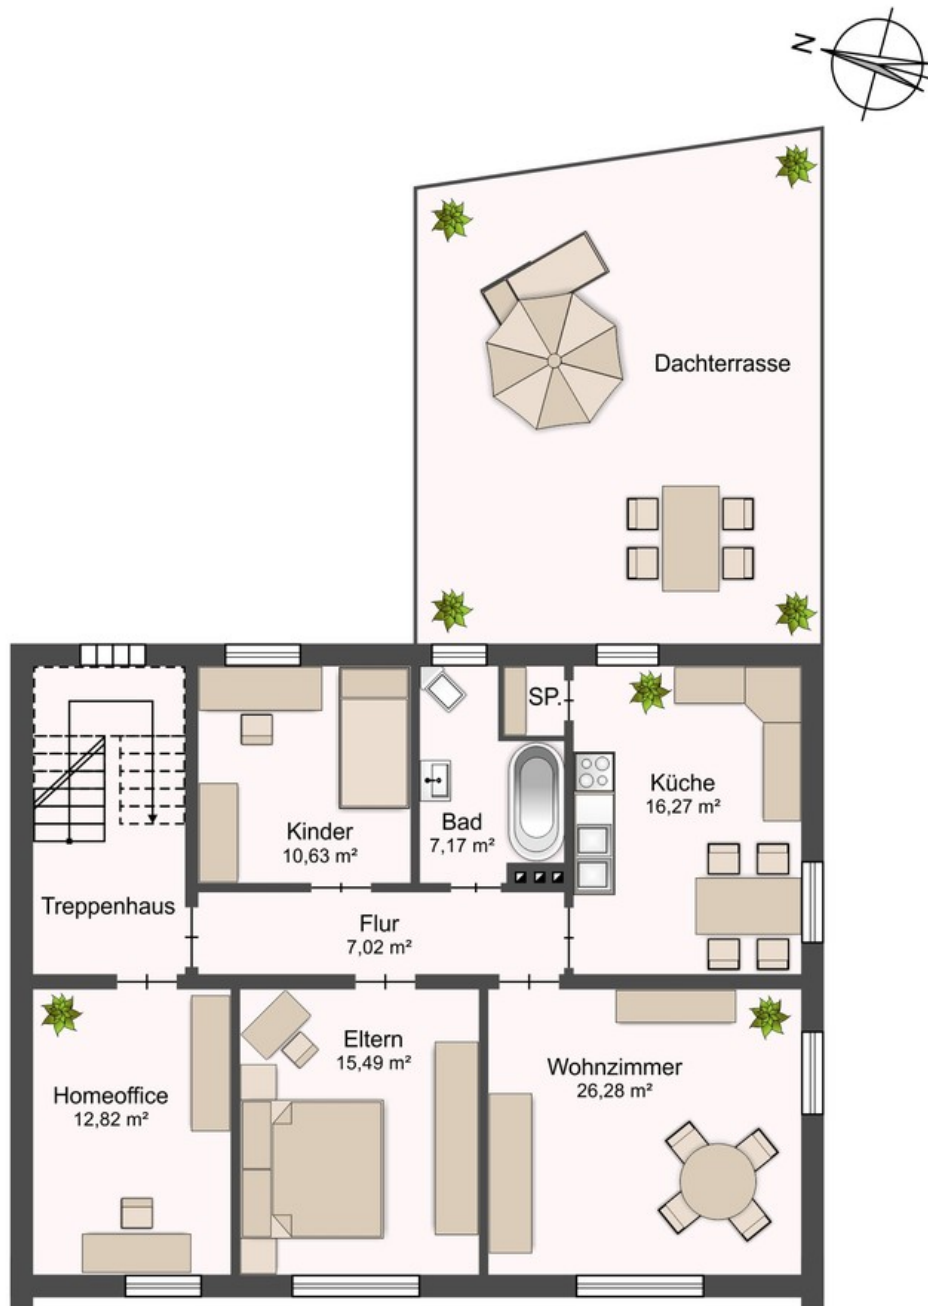 N
Dachterrasse
SP.
Küche
16,27 m²
Kinder
10,63 m²
Bad
7,17 m²
Treppenhaus
Flur
7,02 m²
Eltern
15,49 m²
Wohnzimmer
26,28 m²
Homeoffice
12,82 m²